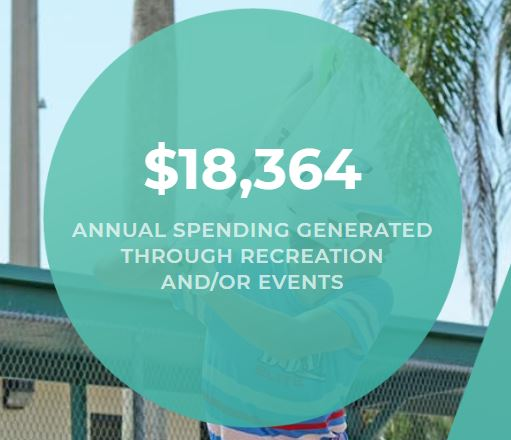 $18,364
ANNUAL SPENDING GENERATED
THROUGH RECREATION
AND/OR EVENTS